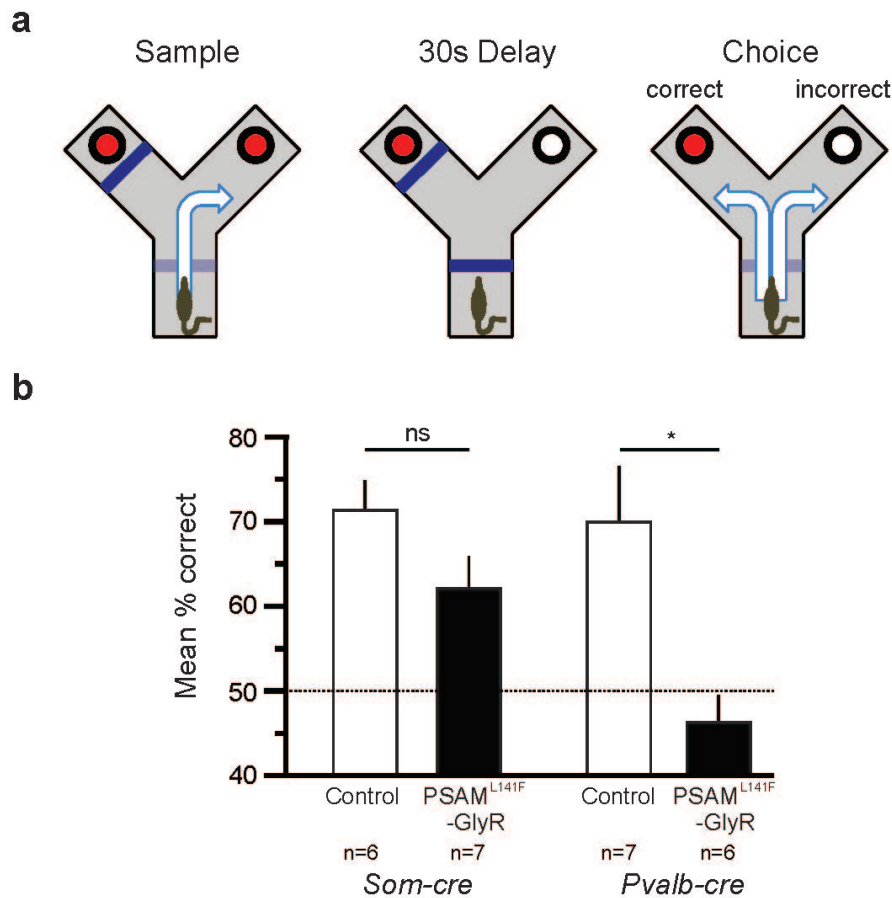 a
Sample 30s Delay Choice
correct incorrect
b
80
70
60
50
40
Mean % correct
ns *
Control PSAM^L141F Control PSAM^L141F
-GlyR -GlyR
n=6 n=7 n=7 n=6
Som-cre Pvalb-cre